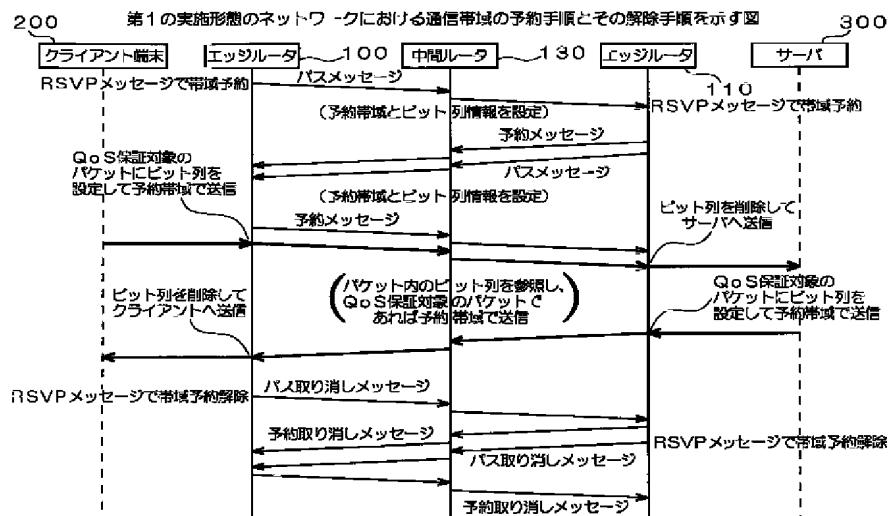 第1の実施形態のネットワークにおける通信帯域の予約手順とその解除手順を示す図
200
300
クライアント端末
エッジルータ
100
中間ルータ
130
エッジルータ
サーバ
110
RSVPメッセージで帯域予約
パスメッセージ
RSVPメッセージで帯域予約
(予約帯域とビット列情報を設定)
予約メッセージ
QoS保証対象の
パケットにビット列を
設定して予約帯域で送信
パスメッセージ
(予約帯域とビット列情報を設定)
予約メッセージ
ビット列を削除して
サーバへ送信
(パケット内のビット列を参照し、
QoS保証対象のパケットで
あれば予約帯域で送信)
ビット列を削除して
クライアントへ送信
QoS保証対象の
パケットにビット列を
設定して予約帯域で送信
RSVPメッセージで帯域予約解除
パス取り消しメッセージ
予約取り消しメッセージ
RSVPメッセージで帯域予約解除
パス取り消しメッセージ
予約取り消しメッセージ